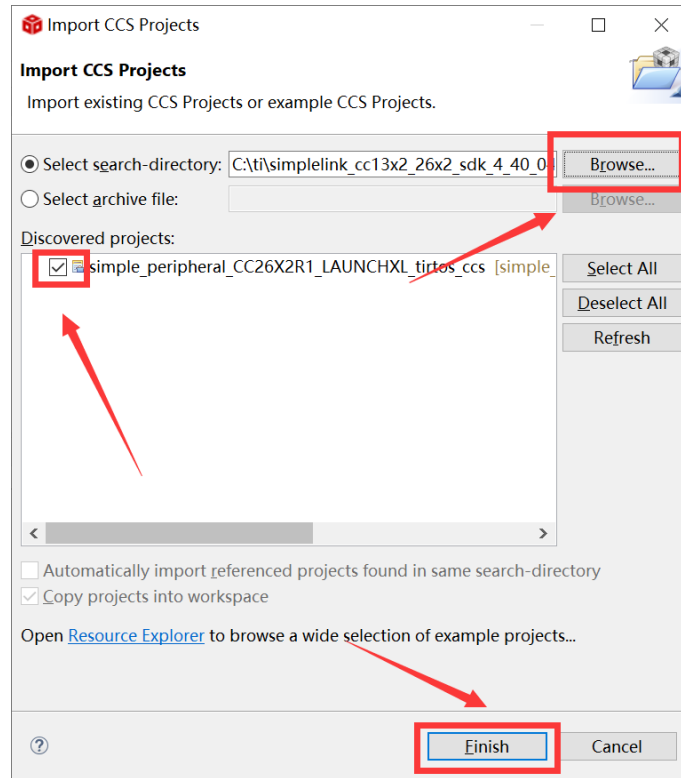 Import CCS Projects
Import CCS Projects
Import existing CCS Projects or example CCS Projects.
Select search-directory: C:\ti\simplelink_cc13x2_26x2_sdk_4_40_04 Browse...
Select archive file: Browse...
Discovered projects:
simple_peripheral_CC26X2R1_LAUNCHXL_tirtos_ccs [simple_ Select All
Deselect All
Refresh
Automatically import referenced projects found in same search-directory
Copy projects into workspace
Open Resource Explorer to browse a wide selection of example projects...
? Finish Cancel